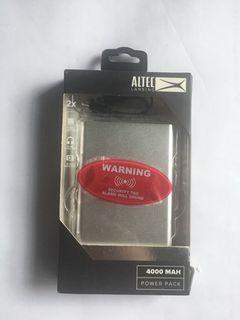 ALTEC
LANSING
2x
WARNING
SECURITY TAG
ALARM WILL SOUND
4000 MAH
POWER PACK